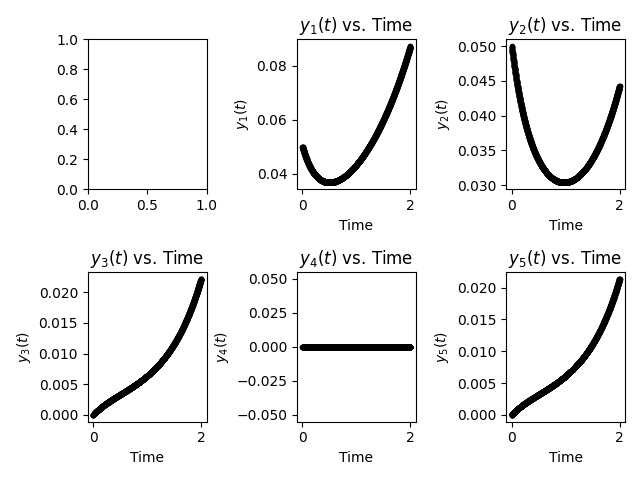 1.0
0.8
0.6
0.4
0.2
0.0
0.0 0.5 1.0
y₁(t) vs. Time
y₁(t)
0.08
0.06
0.04
0 2
Time
y₂(t) vs. Time
y₂(t)
0.050
0.045
0.040
0.035
0.030
0 2
Time
y₃(t) vs. Time
y₃(t)
0.020
0.015
0.010
0.005
0.000
0 2
Time
y₄(t) vs. Time
y₄(t)
0.050
0.025
0.000
−0.025
−0.050
0 2
Time
y₅(t) vs. Time
y₅(t)
0.020
0.015
0.010
0.005
0.000
0 2
Time